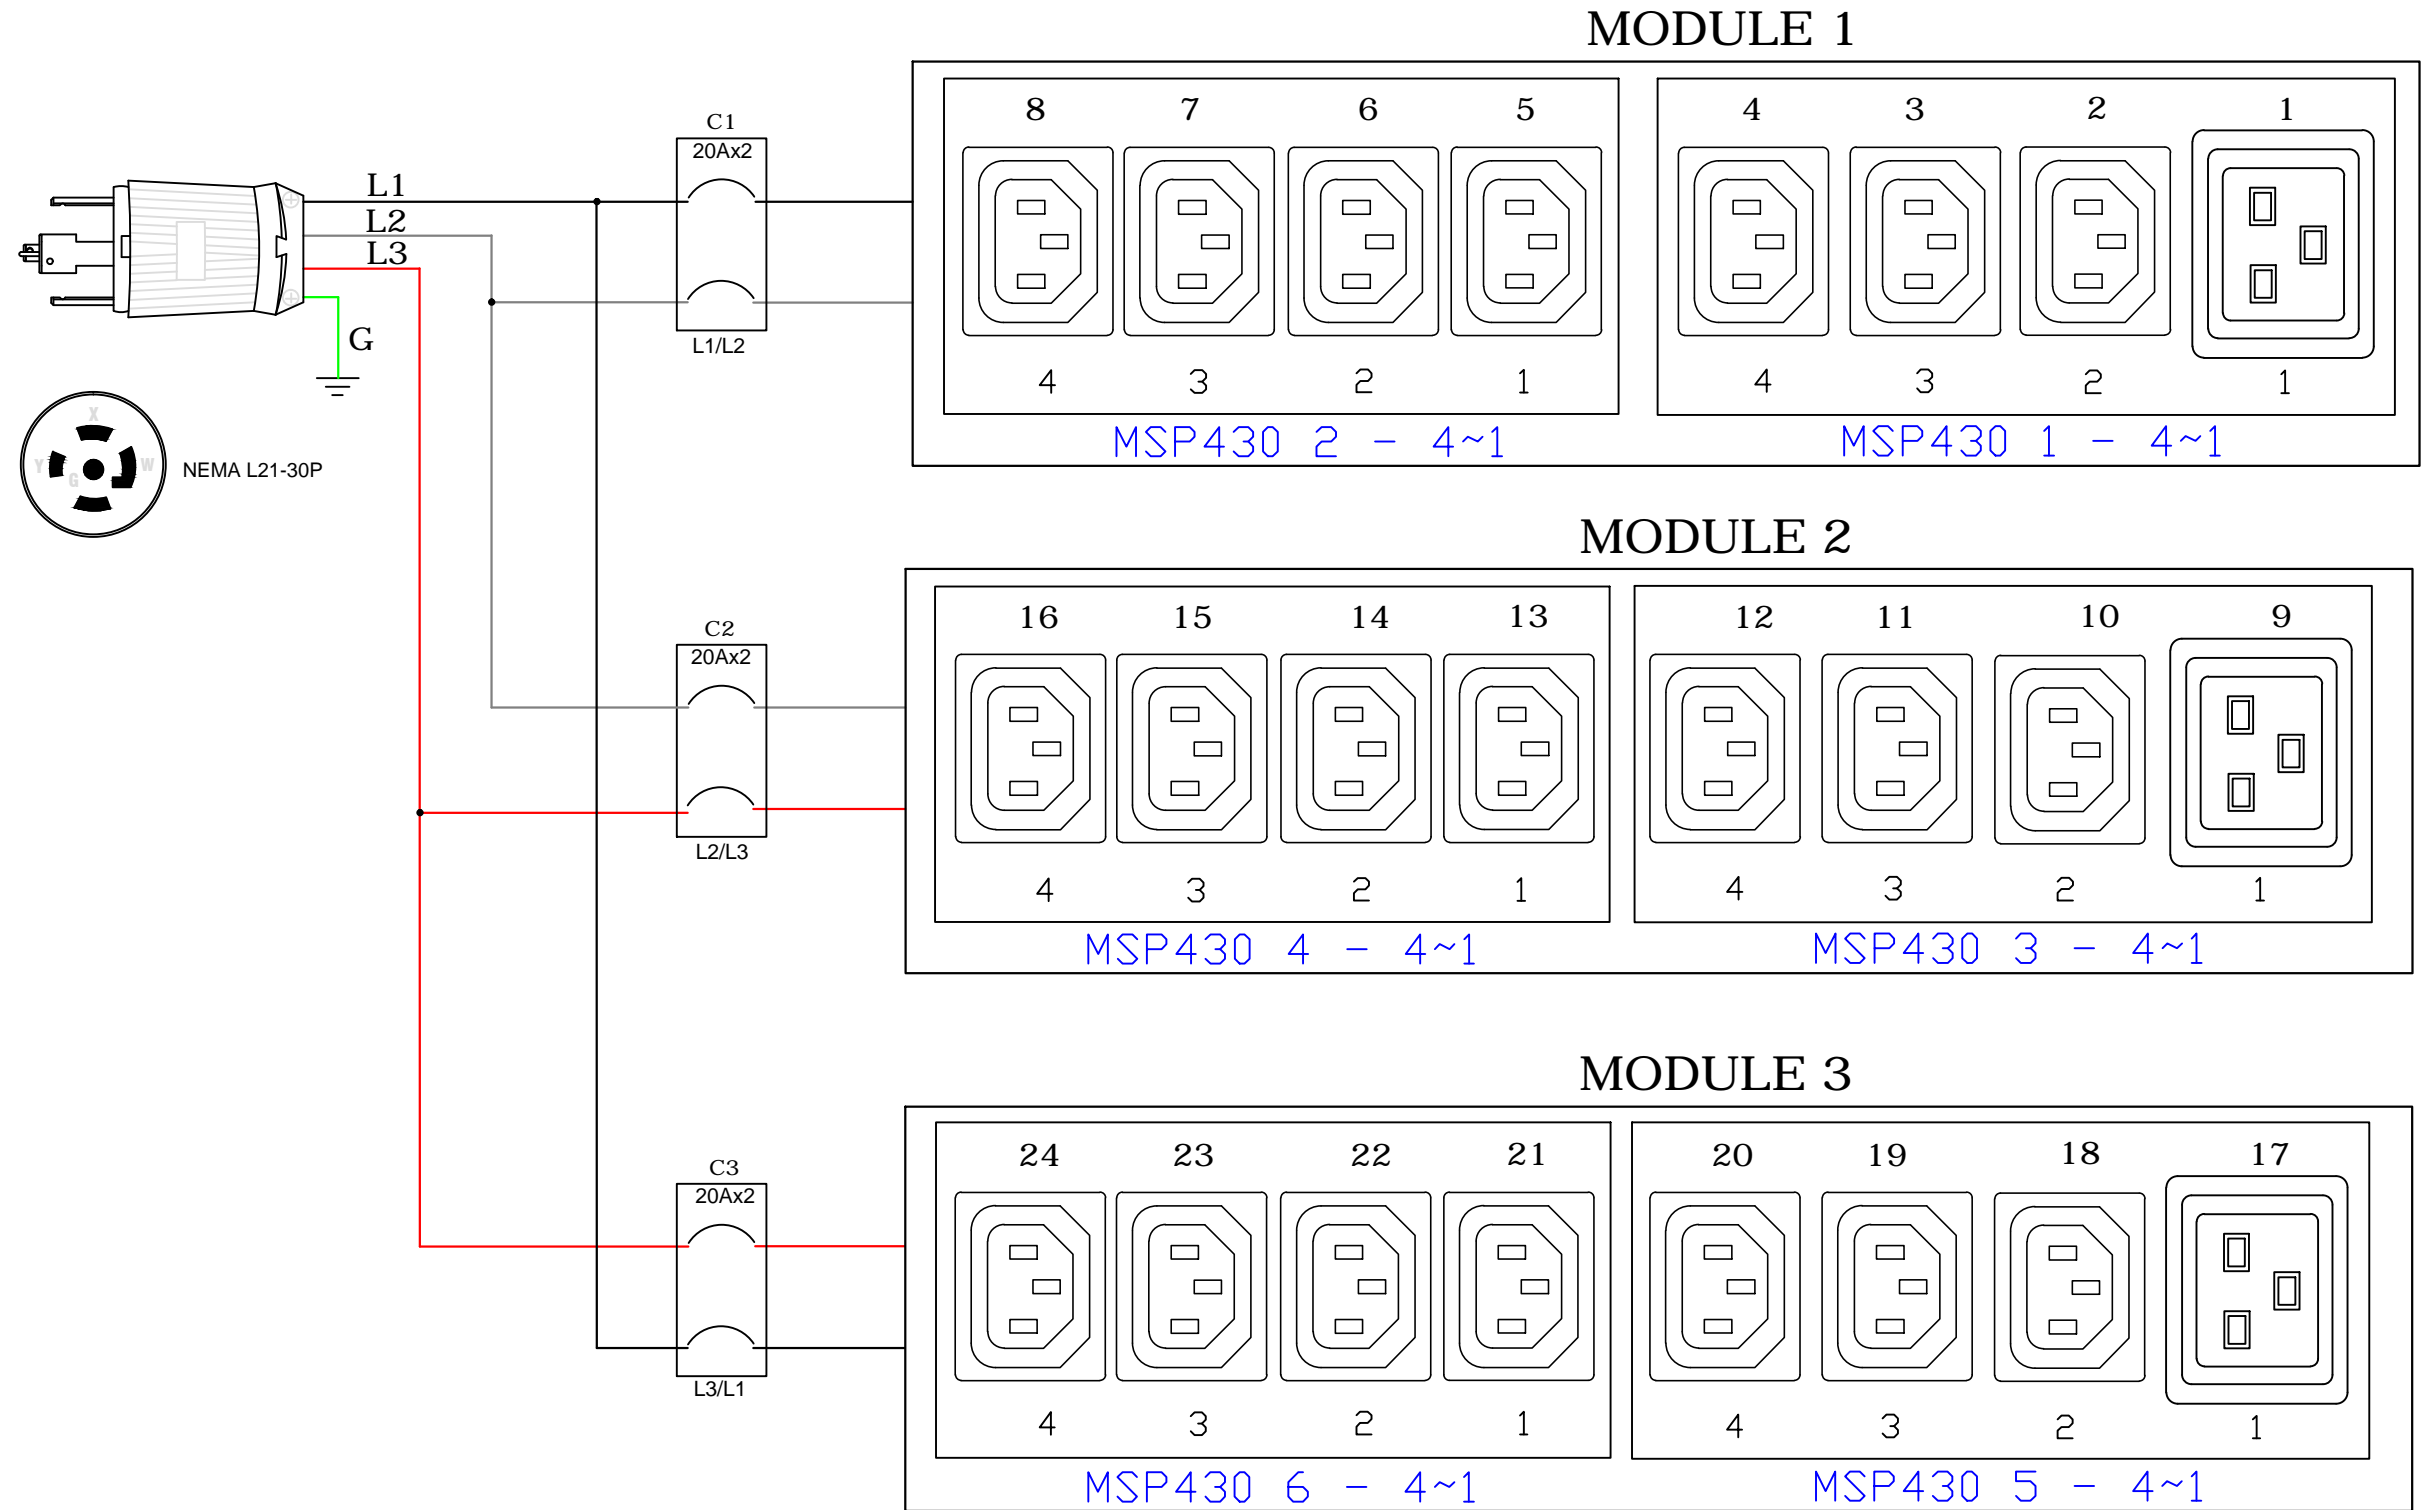 MODULE 1
8 7 6 5 4 3 2 1
C1
20Ax2
L1
L2
L3
G
L1/L2
4 3 2 1 4 3 2 1
MSP430 2 - 4~1
MSP430 1 - 4~1
X
Y
W
G
NEMA L21-30P
MODULE 2
16 15 14 13 12 11 10 9
C2
20Ax2
L2/L3
4 3 2 1 4 3 2 1
MSP430 4 - 4~1
MSP430 3 - 4~1
MODULE 3
24 23 22 21 20 19 18 17
C3
20Ax2
L3/L1
4 3 2 1 4 3 2 1
MSP430 6 - 4~1
MSP430 5 - 4~1